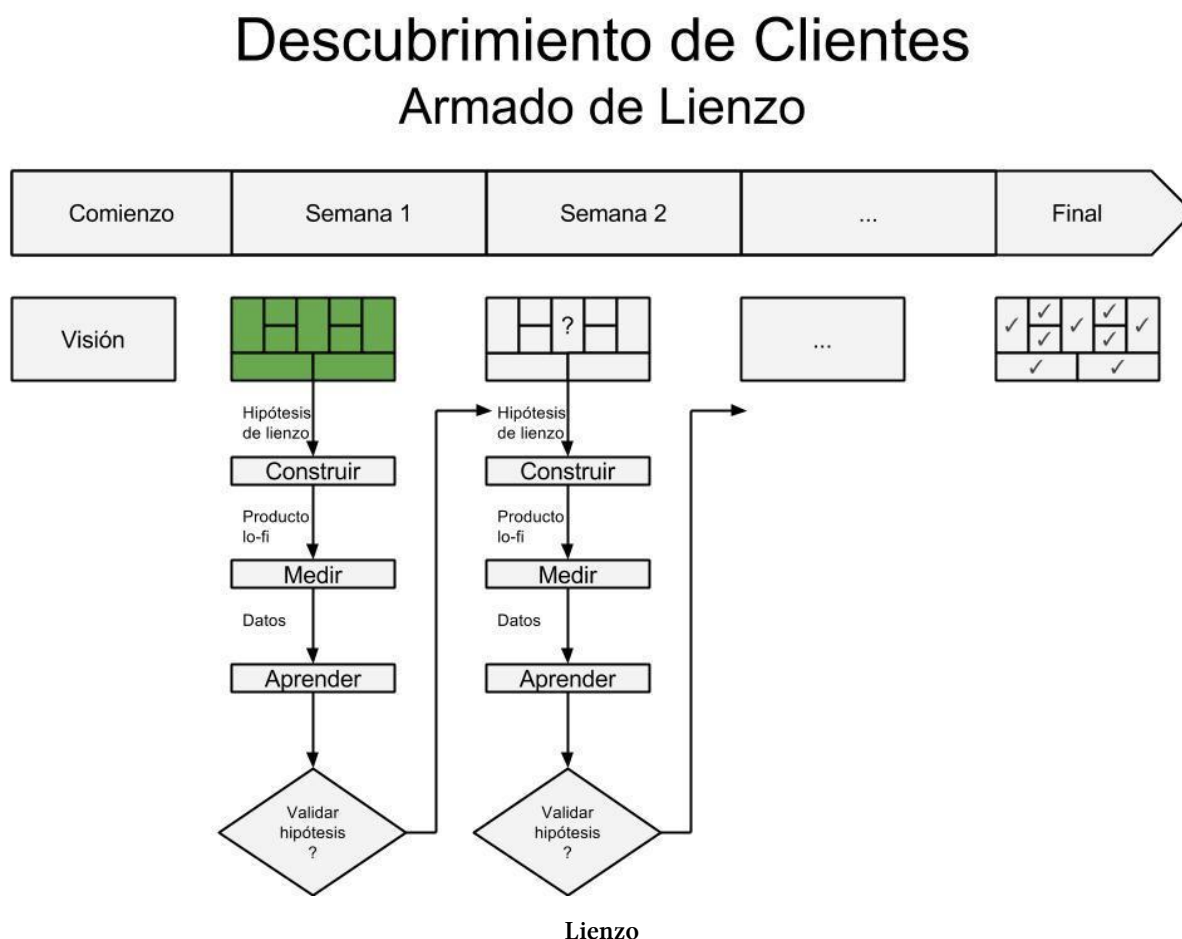 Descubrimiento de Clientes
Armado de Lienzo
Comienzo
Semana 1
Semana 2
...
Final
Visión
?
...
✓ ✓ ✓ ✓ ✓
✓ ✓
✓ ✓
Hipótesis
de lienzo
Construir
Producto
lo-fi
Medir
Datos
Aprender
Validar
hipótesis
?
Hipótesis
de lienzo
Construir
Producto
lo-fi
Medir
Datos
Aprender
Validar
hipótesis
?
Lienzo